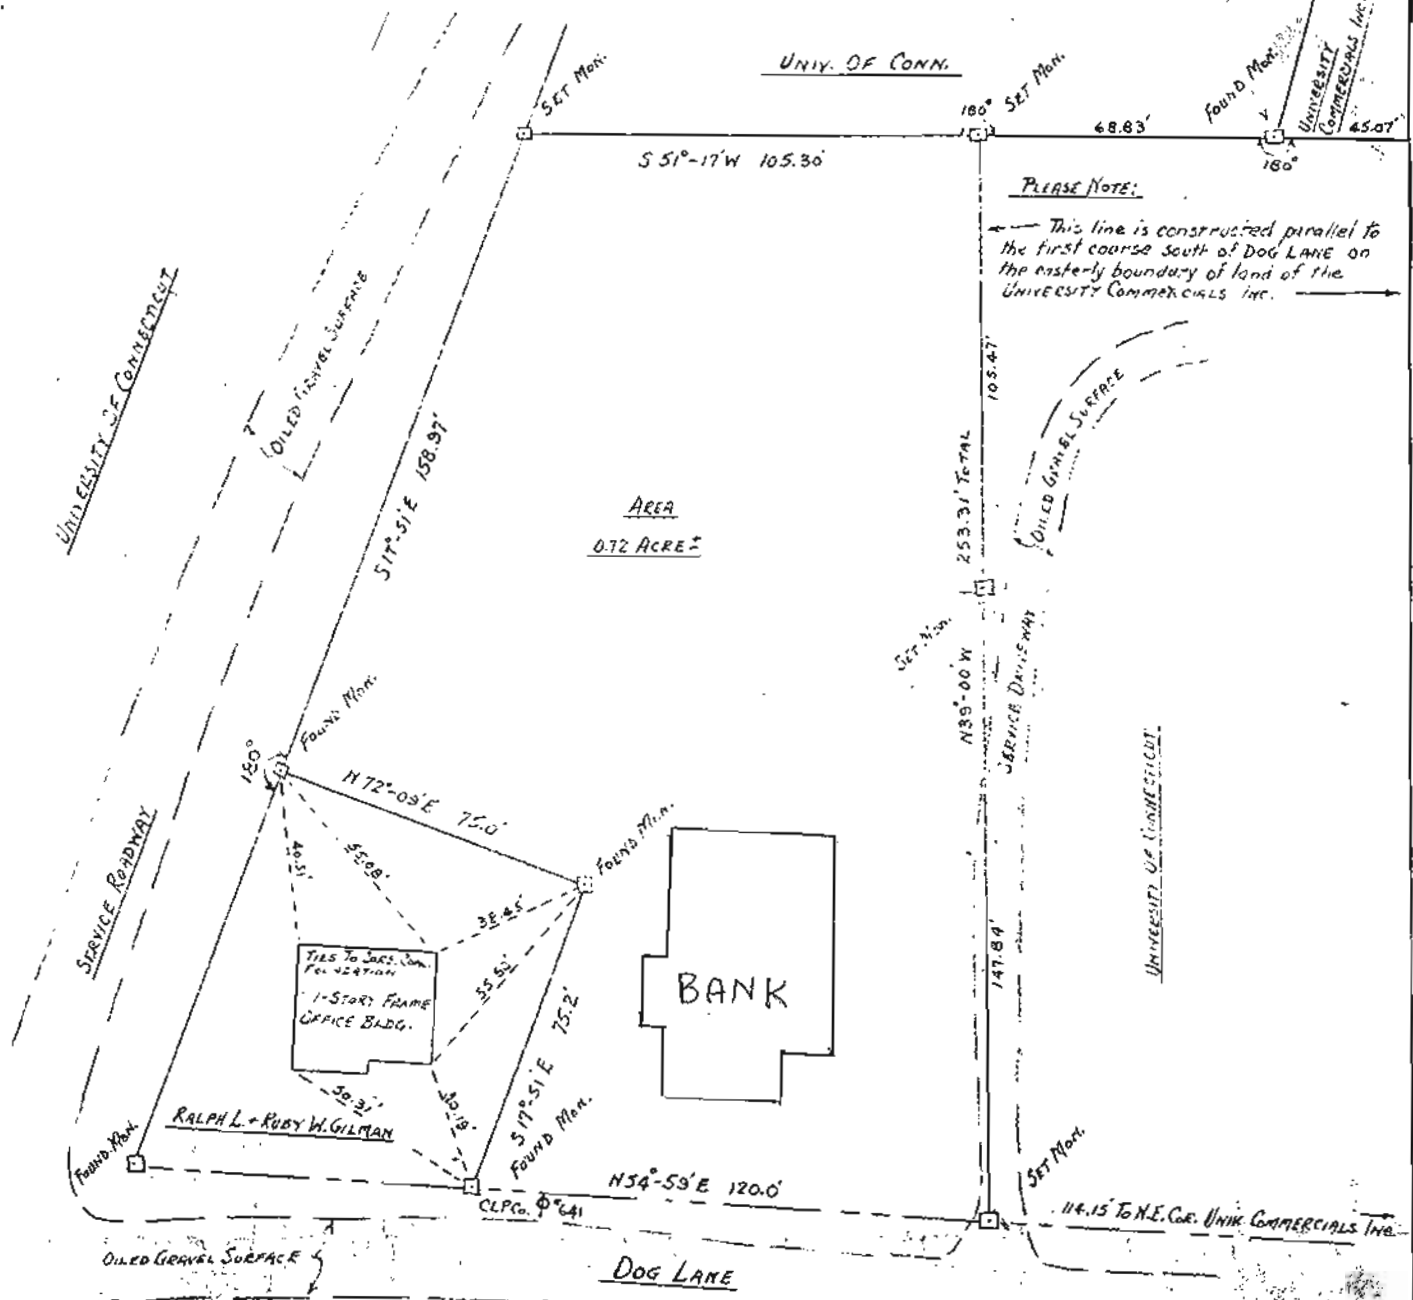 UNIV. OF CONN.
SET MON.
180°
SET MON.
68.83'
FOUND MON.
UNIVERSITY
COMMERCIALS INC.
45.07'
180°
S 51°-17'W 105.30'
PLEASE NOTE:
This line is constructed parallel to
the first course south of DOG LANE on
the easterly boundary of land of the
UNIVERSITY COMMERCIALS INC.
UNIVERSITY OF CONNECTICUT
OILED GRAVEL SURFACE
S 17°-51'E 158.97'
AREA
0.72 ACRE±
105.47'
253.31' TOTAL
N39°-00'W
OILED GRAVEL SURFACE
SET MON.
SERVICE DRIVEWAY
UNIVERSITY OF CONNECTICUT
147.84'
FOUND MON.
180°
N 72°-09'E 75.0'
FOUND MON.
SERVICE ROADWAY
40.51'
55.08'
38.45'
TIES TO
FOUNDATION
1-STORY FRAME
OFFICE BLDG.
BANK
S 17°-51'E 75.2'
50.37'
30.19'
RALPH L. + RUBY W. GILMAN
FOUND MON.
FOUND MON.
CLPCo. #641
N54°-59'E 120.0'
SET MON.
114.15' TO N.E. COR. UNIV. COMMERCIALS INC.
OILED GRAVEL SURFACE
DOG LANE